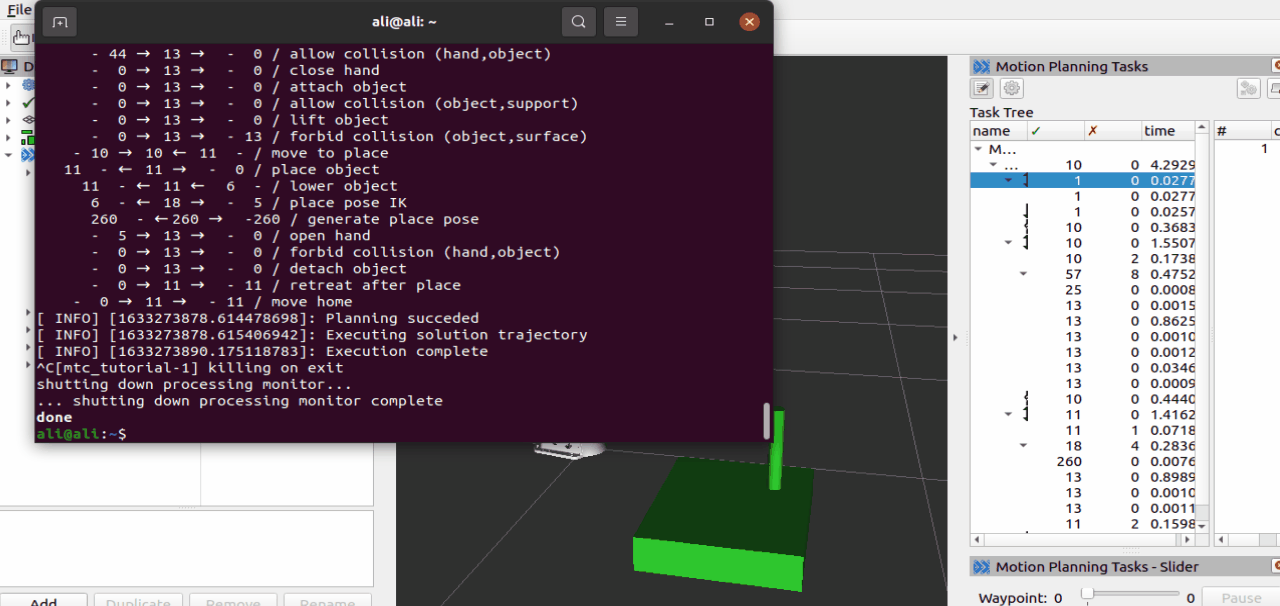 File
ali@ali: ~
- 44 → 13 → - 0 / allow collision (hand,object)
- 0 → 13 → - 0 / close hand
- 0 → 13 → - 0 / attach object
- 0 → 13 → - 0 / allow collision (object,support)
- 0 → 13 → - 0 / lift object
- 0 → 13 → - 13 / forbid collision (object,surface)
- 10 → 10 ← 11 - / move to place
11 - ← 11 → - 0 / place object
11 - ← 11 ← 6 - / lower object
6 - ← 18 → - 5 / place pose IK
260 - ←260 → -260 / generate place pose
- 5 → 13 → - 0 / open hand
- 0 → 13 → - 0 / forbid collision (hand,object)
- 0 → 13 → - 0 / detach object
- 0 → 11 → - 11 / retreat after place
- 0 → 11 → - 11 / move home
[ INFO] [1633273878.614478698]: Planning succeded
[ INFO] [1633273878.615406942]: Executing solution trajectory
[ INFO] [1633273890.175118783]: Execution complete
^C[mtc_tutorial-1] killing on exit
shutting down processing monitor...
... shutting down processing monitor complete
done
ali@ali:~$
D
Add Duplicate Remove Rename
Motion Planning Tasks
Task Tree
name ✓ ✗ time #
M... 1
... 10 0 4.2929
1 0 0.0277
1 0 0.0277
1 0 0.0257
10 0 0.3683
10 0 1.5507
10 2 0.1738
57 8 0.4752
25 0 0.0008
13 0 0.0015
13 0 0.8625
13 0 0.0010
13 0 0.0012
13 0 0.0346
13 0 0.0009
10 0 0.4440
11 0 1.4162
11 1 0.0718
18 4 0.2836
260 0 0.0076
13 0 0.8989
13 0 0.0010
13 0 0.0011
11 2 0.1598
Motion Planning Tasks - Slider
Waypoint: 0 0 Pause